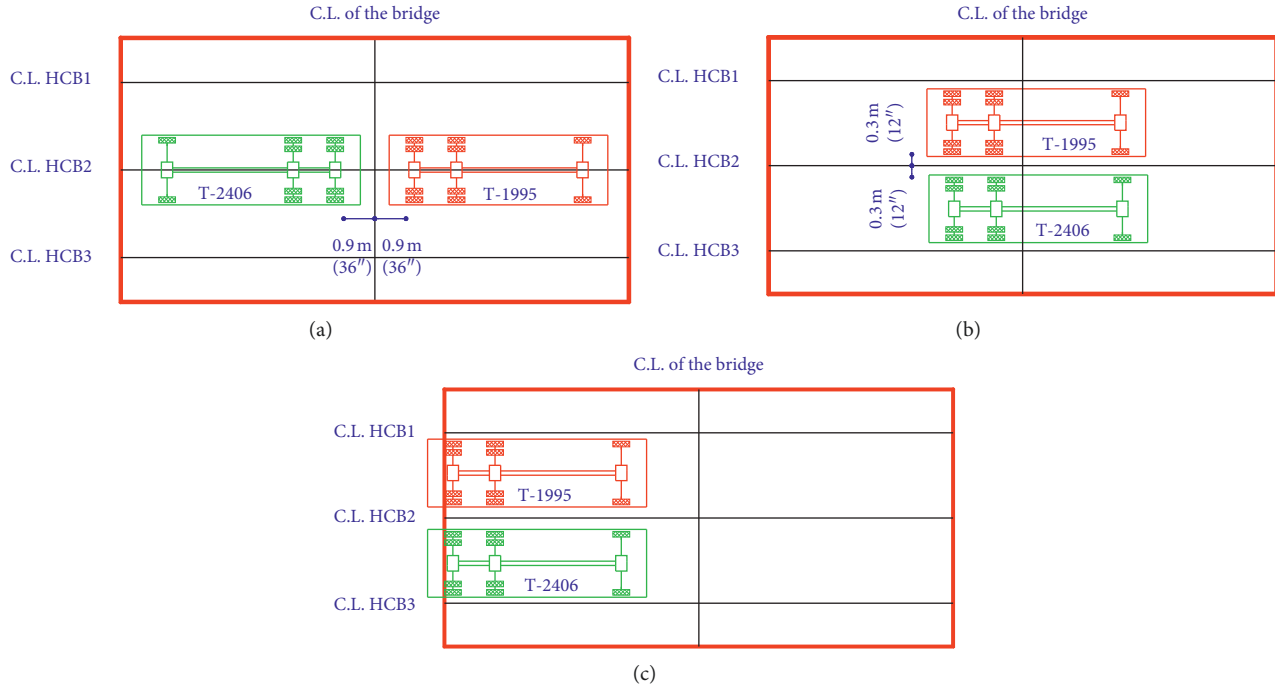 C.L. of the bridge
C.L. HCB1
C.L. HCB2
C.L. HCB3
T-2406
T-1995
0.9 m 0.9 m
(36″) (36″)
(a)
C.L. of the bridge
C.L. HCB1
C.L. HCB2
C.L. HCB3
0.3 m
(12″)
0.3 m
(12″)
T-1995
T-2406
(b)
C.L. of the bridge
C.L. HCB1
C.L. HCB2
C.L. HCB3
T-1995
T-2406
(c)